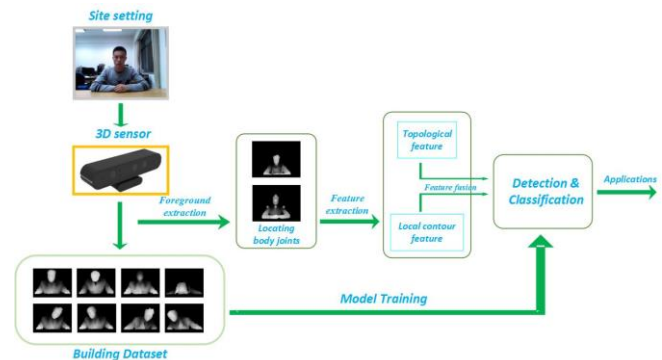 Site setting
3D sensor
Foreground
extraction
Locating
body joints
Feature
extraction
Topological
feature
Feature fusion
Local contour
feature
Detection &
Classification
Applications
Model Training
Building Dataset